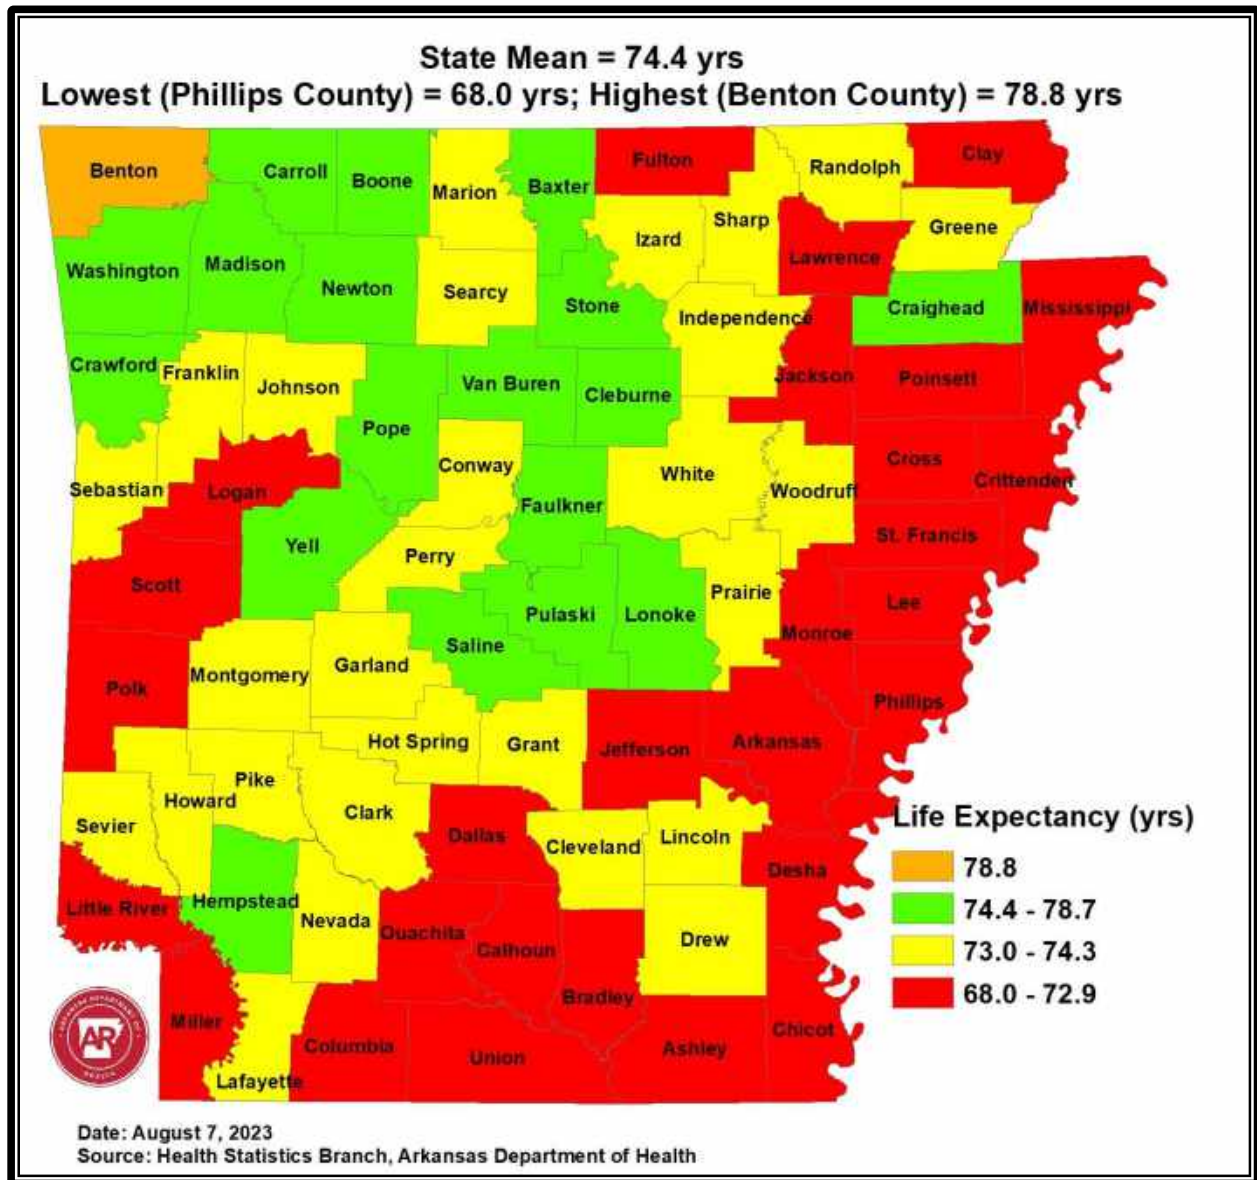 State Mean = 74.4 yrs
Lowest (Phillips County) = 68.0 yrs; Highest (Benton County) = 78.8 yrs
Benton
Carroll
Boone
Marion
Baxter
Fulton
Randolph
Clay
Sharp
Izard
Greene
Lawrence
Washington
Madison
Newton
Searcy
Stone
Independence
Craighead
Mississippi
Crawford
Franklin
Johnson
Van Buren
Cleburne
Jackson
Poinsett
Pope
Conway
White
Woodruff
Cross
Crittenden
Sebastian
Logan
Faulkner
Yell
Perry
St. Francis
Scott
Pulaski
Lonoke
Prairie
Lee
Monroe
Saline
Montgomery
Garland
Polk
Phillips
Hot Spring
Grant
Jefferson
Arkansas
Pike
Howard
Clark
Sevier
Dallas
Cleveland
Lincoln
Desha
Little River
Hempstead
Nevada
Ouachita
Calhoun
Drew
Bradley
Miller
Columbia
Union
Ashley
Chicot
Lafayette
Life Expectancy (yrs)
78.8
74.4 - 78.7
73.0 - 74.3
68.0 - 72.9
AR
Date: August 7, 2023
Source: Health Statistics Branch, Arkansas Department of Health